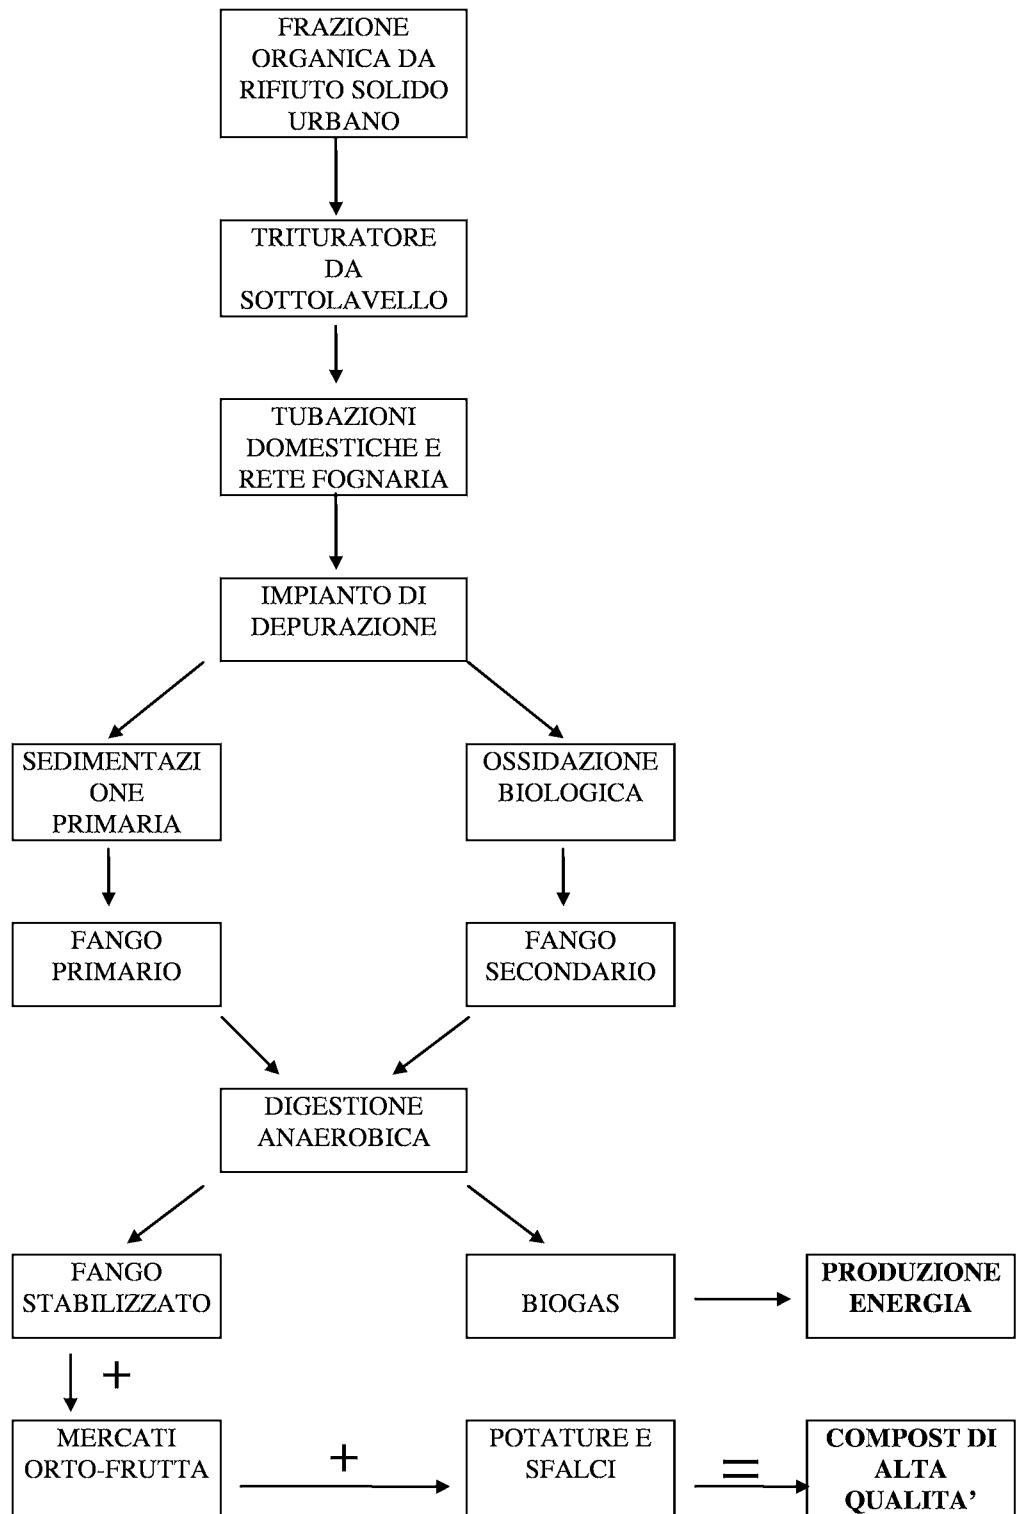 FRAZIONE
ORGANICA DA
RIFIUTO SOLIDO
URBANO
TRITURATORE
DA
SOTTOLAVELLO
TUBAZIONI
DOMESTICHE E
RETE FOGNARIA
IMPIANTO DI
DEPURAZIONE
SEDIMENTAZI
ONE
PRIMARIA
OSSIDAZIONE
BIOLOGICA
FANGO
PRIMARIO
FANGO
SECONDARIO
DIGESTIONE
ANAEROBICA
FANGO
STABILIZZATO
BIOGAS
PRODUZIONE
ENERGIA
+
MERCATI
ORTO-FRUTTA
+
POTATURE E
SFALCI
=
COMPOST DI
ALTA
QUALITA’